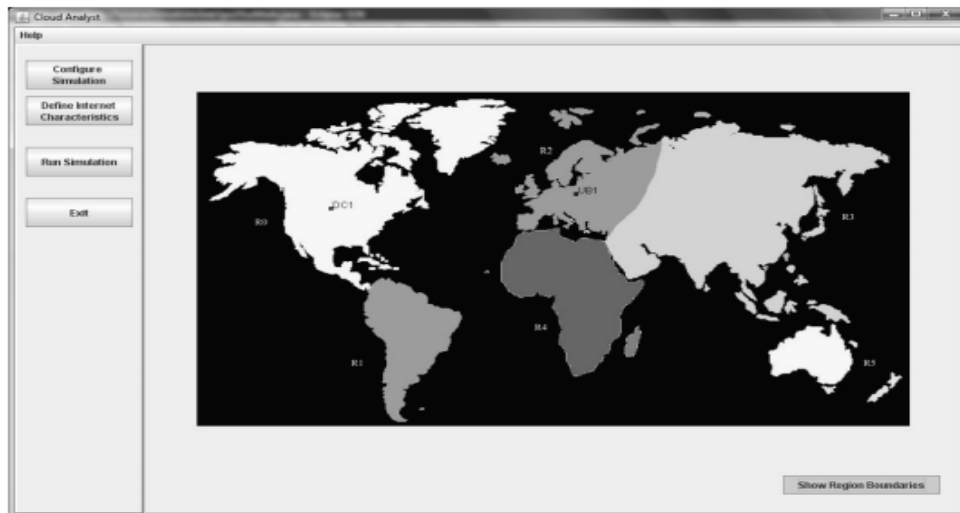 Cloud Analyst
Help
Configure
Simulation
Define Internet
Characteristics
Run Simulation
Exit
R2
UB1
DC1
R0
R3
R4
R1
R5
Show Region Boundaries